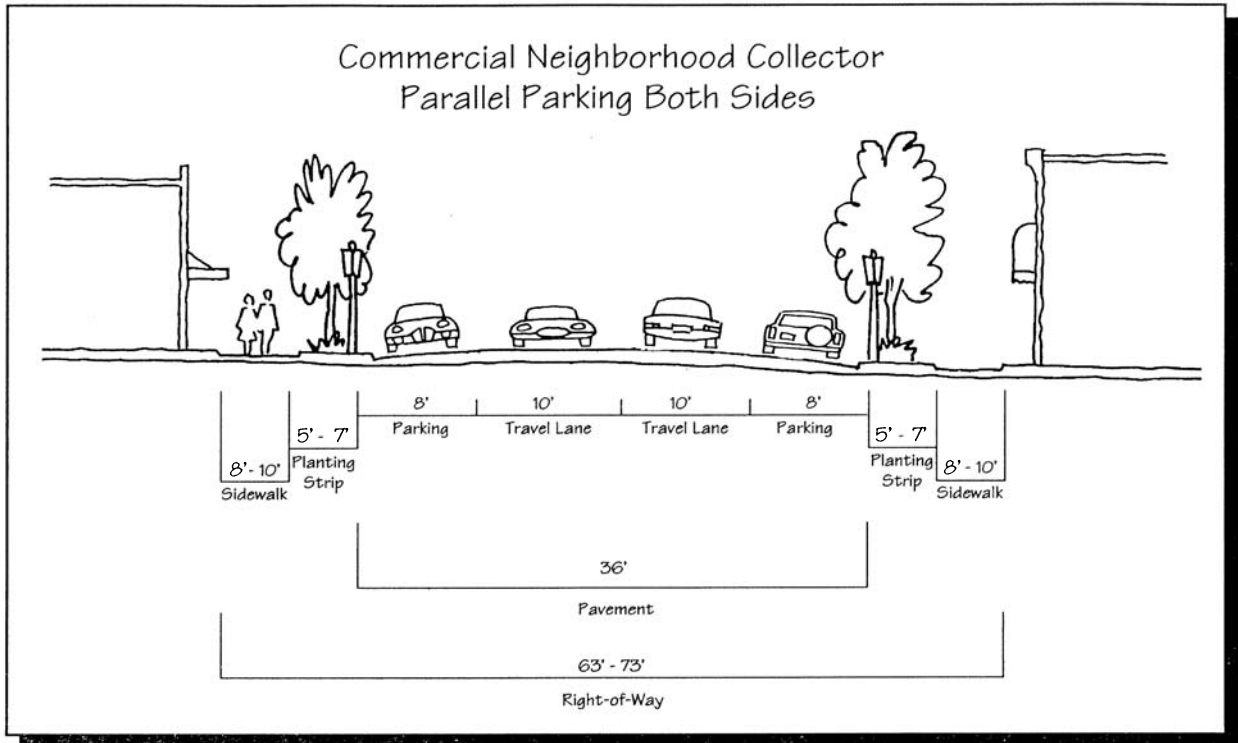 Commercial Neighborhood Collector
Parallel Parking Both Sides
8' 10' 10' 8'
Parking Travel Lane Travel Lane Parking
5' - 7' 5' - 7'
Planting Planting
Strip Strip
8' - 10' 8' - 10'
Sidewalk Sidewalk
36'
Pavement
63' - 73'
Right-of-Way